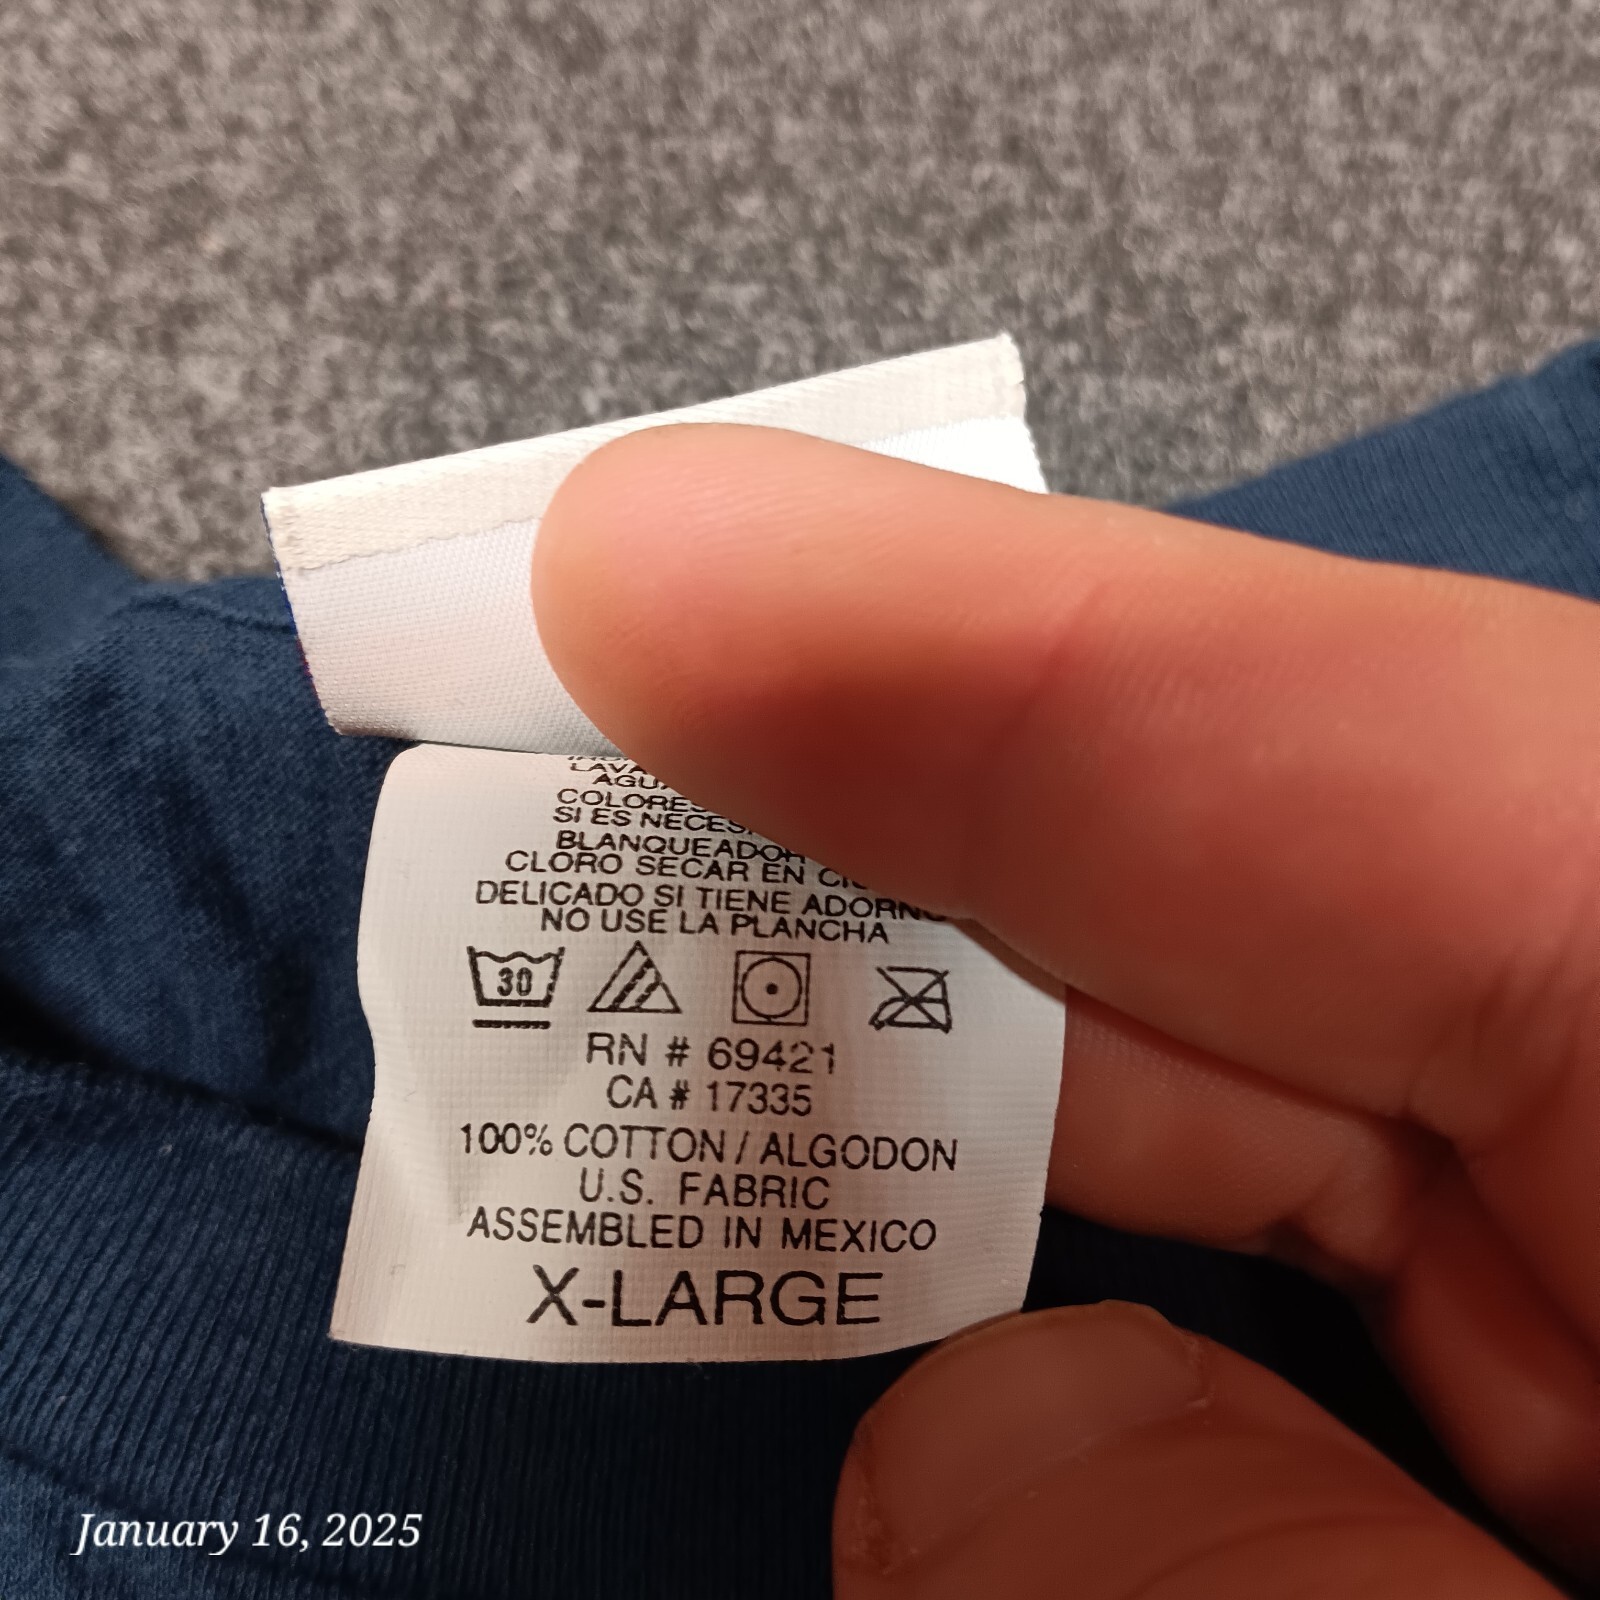 AGU
COLORES
SI ES NECES
BLANQUEADOR
CLORO SECAR EN
DELICADO SI TIENE ADORNO
NO USE LA PLANCHA
30
RN # 69421
CA # 17335
100% COTTON / ALGODON
U.S. FABRIC
ASSEMBLED IN MEXICO
X-LARGE
January 16, 2025